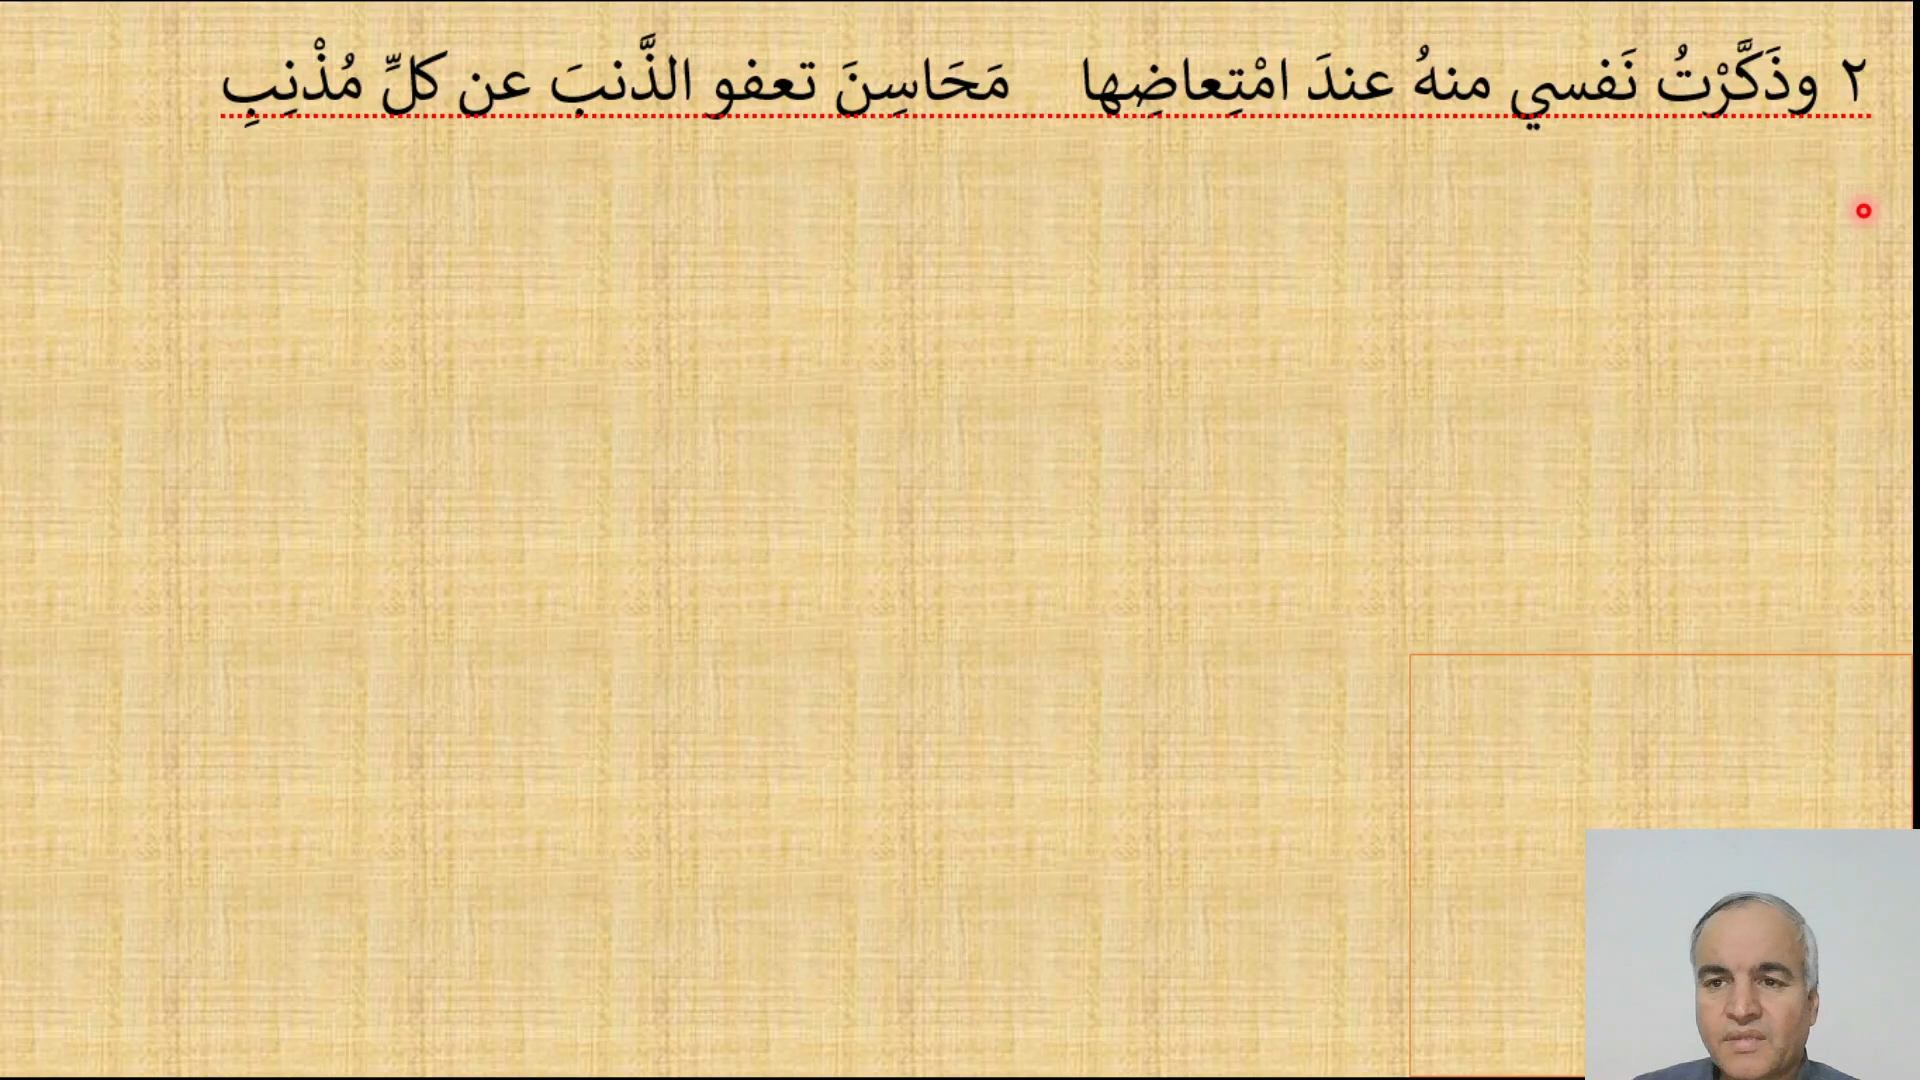 ٢ وذَكَّرْتُ نَفسي منهُ عندَ امْتِعاضِها مَحَاسِنَ تعفو الذَّنبَ عن كلِّ مُذْنِبِ